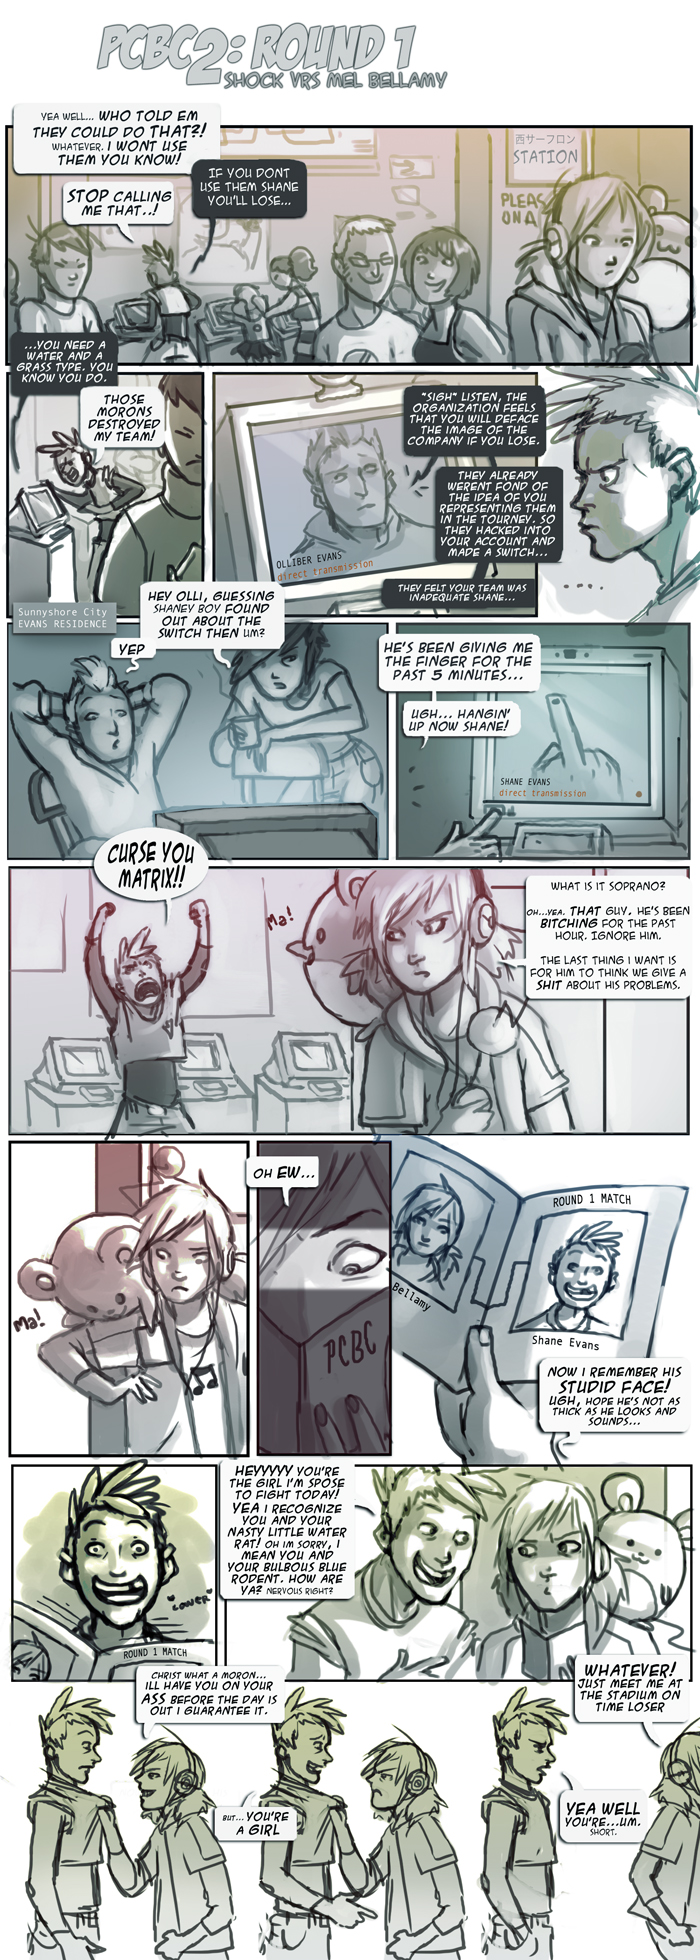 PCBC2: ROUND 1
SHOCK VRS MEL BELLAMY
YEA WELL... WHO TOLD EM
THEY COULD DO THAT?!
WHATEVER. I WONT USE
THEM YOU KNOW!
STOP CALLING
ME THAT..!
IF YOU DONT
USE THEM SHANE
YOU'LL LOSE...
西サーフロン
STATION
PLEAS
ON A
...YOU NEED A
WATER AND A
GRASS TYPE. YOU
KNOW YOU DO.
THOSE
MORONS
DESTROYED
MY TEAM!
"SIGH" LISTEN, THE
ORGANIZATION FEELS
THAT YOU WILL DEFACE
THE IMAGE OF THE
COMPANY IF YOU LOSE.
THEY ALREADY
WERENT FOND OF
THE IDEA OF YOU
REPRESENTING THEM
IN THE TOURNEY. SO
THEY HACKED INTO
YOUR ACCOUNT AND
MADE A SWITCH...
OLLIBER EVANS
direct transmission
THEY FELT YOUR TEAM WAS
INADEQUATE SHANE...
....
Sunnyshore City
EVANS RESIDENCE
HEY OLLI, GUESSING
SHANEY BOY FOUND
OUT ABOUT THE
SWITCH THEN UM?
YEP
HE'S BEEN GIVING ME
THE FINGER FOR THE
PAST 5 MINUTES...
UGH... HANGIN'
UP NOW SHANE!
SHANE EVANS
direct transmission
CURSE YOU
MATRIX!!
Ma!
WHAT IS IT SOPRANO?
OH...YEA. THAT GUY. HE'S BEEN
BITCHING FOR THE PAST
HOUR. IGNORE HIM.
THE LAST THING I WANT IS
FOR HIM TO THINK WE GIVE A
SHIT ABOUT HIS PROBLEMS.
Ma!
OH EW...
PCBC
ROUND 1 MATCH
Bellamy
Shane Evans
NOW I REMEMBER HIS
STUDID FACE!
UGH, HOPE HE'S NOT AS
THICK AS HE LOOKS AND
SOUNDS...
LOWER
ROUND 1 MATCH
HEYYYYY YOU'RE
THE GIRL I'M SPOSE
TO FIGHT TODAY!
YEA I RECOGNIZE
YOU AND YOUR
NASTY LITTLE WATER
RAT! OH IM SORRY, I
MEAN YOU AND
YOUR BULBOUS BLUE
RODENT. HOW ARE
YA? NERVOUS RIGHT?
CHRIST WHAT A MORON...
ILL HAVE YOU ON YOUR
ASS BEFORE THE DAY IS
OUT I GUARANTEE IT.
BUT... YOU'RE
A GIRL
WHATEVER!
JUST MEET ME AT
THE STADIUM ON
TIME LOSER
YEA WELL
YOU'RE...UM.
SHORT.